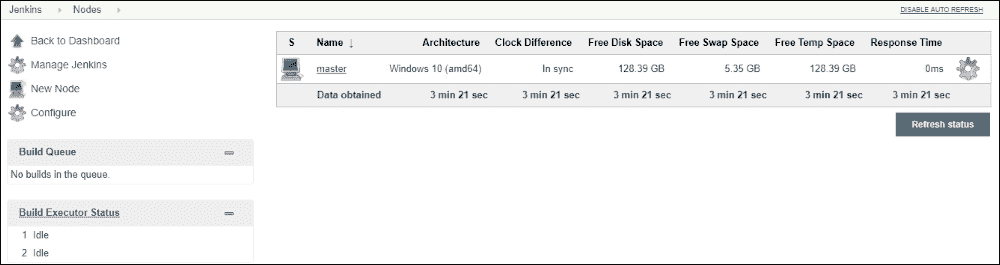 Jenkins > Nodes >
DISABLE AUTO REFRESH
Back to Dashboard
Manage Jenkins
New Node
Configure
Build Queue
No builds in the queue.
Build Executor Status
1 Idle
2 Idle
S Name ↓ Architecture Clock Difference Free Disk Space Free Swap Space Free Temp Space Response Time
master Windows 10 (amd64) In sync 128.39 GB 5.35 GB 128.39 GB 0ms
Data obtained 3 min 21 sec 3 min 21 sec 3 min 21 sec 3 min 21 sec 3 min 21 sec 3 min 21 sec
Refresh status